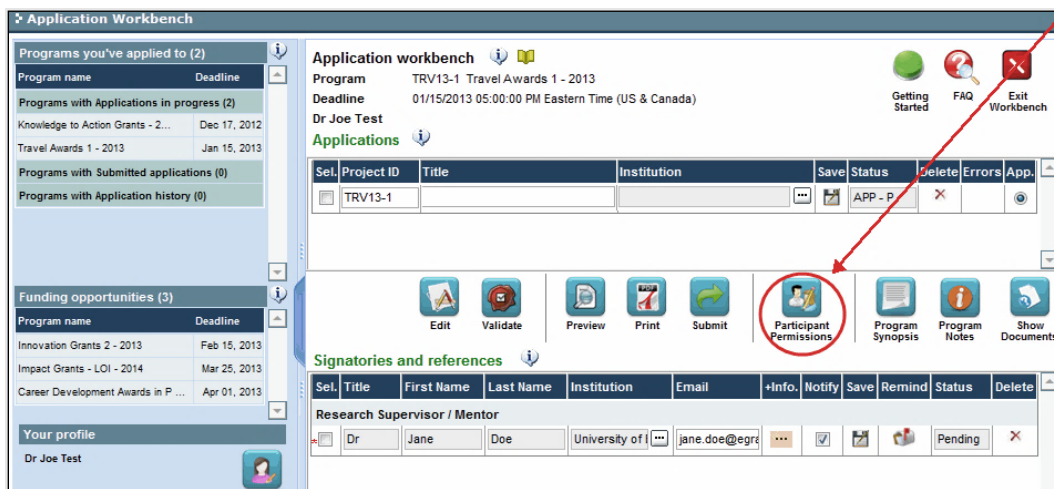 Application Workbench
Programs you've applied to (2)
Program name Deadline
Programs with Applications in progress (2)
Knowledge to Action Grants - 2... Dec 17, 2012
Travel Awards 1 - 2013 Jan 15, 2013
Programs with Submitted applications (0)
Programs with Application history (0)
Funding opportunities (3)
Program name Deadline
Innovation Grants 2 - 2013 Feb 15, 2013
Impact Grants - LOI - 2014 Mar 25, 2013
Career Development Awards in P ... Apr 01, 2013
Your profile
Dr Joe Test
Application workbench
Program TRV13-1 Travel Awards 1 - 2013
Deadline 01/15/2013 05:00:00 PM Eastern Time (US & Canada)
Dr Joe Test
Getting Started
FAQ
Exit Workbench
Applications
Sel. Project ID Title Institution Save Status Delete Errors App.
TRV13-1 ... APP - P
Edit Validate Preview PDF Print Submit Participant Permissions Program Synopsis Program Notes Show Documents
Signatories and references
Sel. Title First Name Last Name Institution Email +Info. Notify Save Remind Status Delete
Research Supervisor / Mentor
* Dr Jane Doe University of ... jane.doe@egra ... Pending